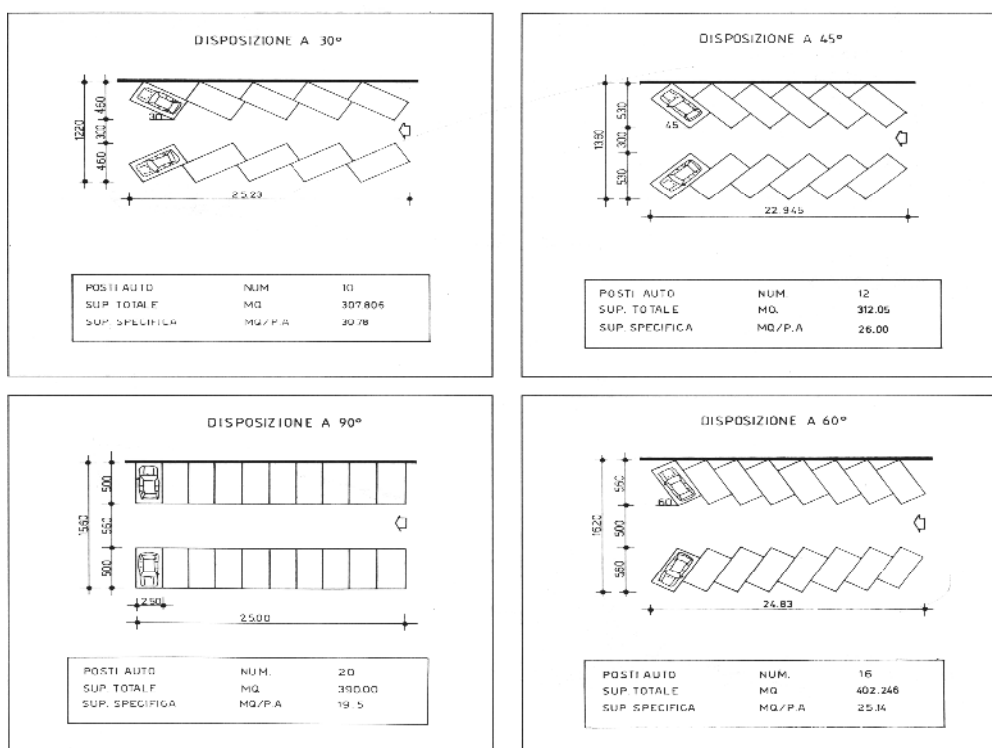 DISPOSIZIONE A 30°
1220
460
300
460
30
25.23
POSTI AUTO NUM 10
SUP. TOTALE MQ 307.806
SUP. SPECIFICA MQ/P.A 30.78
DISPOSIZIONE A 45°
1360
530
300
530
45
22.945
POSTI AUTO NUM. 12
SUP. TOTALE MQ. 312.05
SUP. SPECIFICA MQ/P.A 26.00
DISPOSIZIONE A 90°
1560
500
560
500
2.50
25.00
POSTI AUTO NUM. 20
SUP TOTALE MQ 390.00
SUP. SPECIFICA MQ/P.A 19.5
DISPOSIZIONE A 60°
1620
560
500
560
60
24.83
POSTI AUTO NUM. 16
SUP TOTALE MQ 402.246
SUP. SPECIFICA MQ/P.A 25.14